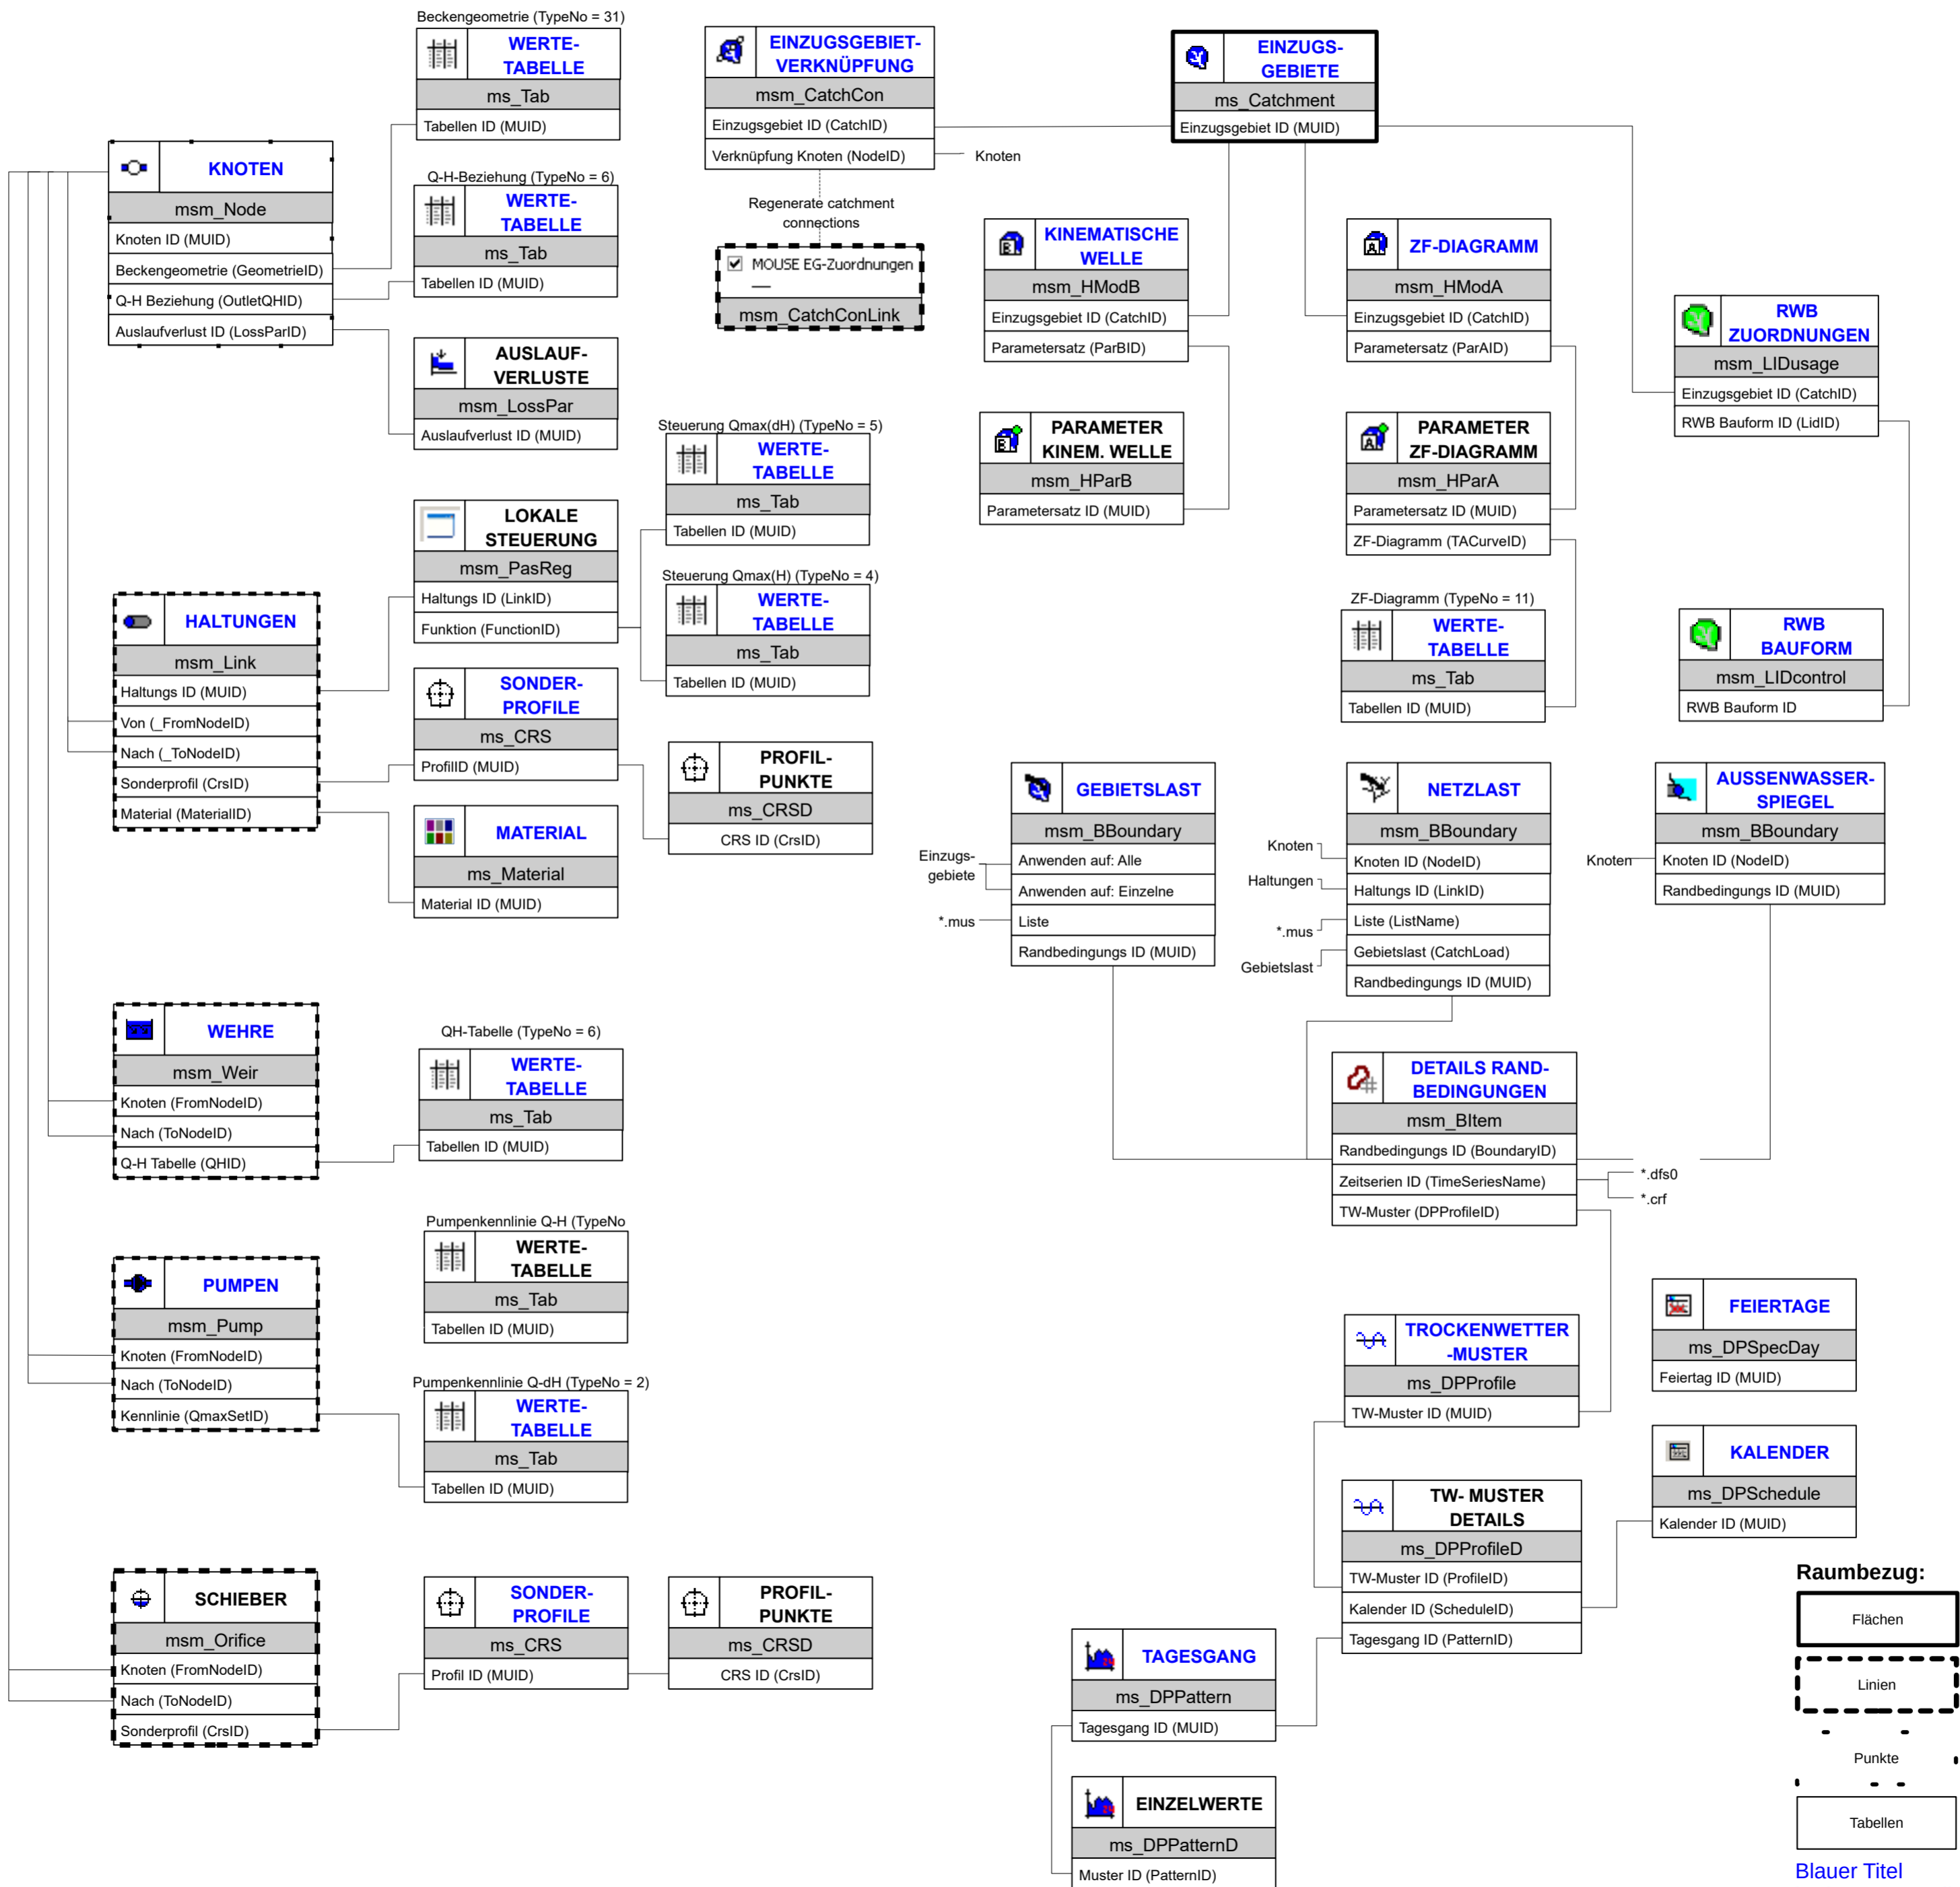 Beckengeometrie (TypeNo = 31)
WERTE-
TABELLE
ms_Tab
Tabellen ID (MUID)
EINZUGSGEBIET-
VERKNÜPFUNG
msm_CatchCon
Einzugsgebiet ID (CatchID)
Verknüpfung Knoten (NodeID)
Knoten
Regenerate catchment
connections
MOUSE EG-Zuordnungen
msm_CatchConLink
EINZUGS-
GEBIETE
ms_Catchment
Einzugsgebiet ID (MUID)
KNOTEN
msm_Node
Knoten ID (MUID)
Beckengeometrie (GeometrieID)
Q-H Beziehung (OutletQHID)
Auslaufverlust ID (LossParID)
Q-H-Beziehung (TypeNo = 6)
WERTE-
TABELLE
ms_Tab
Tabellen ID (MUID)
AUSLAUF-
VERLUSTE
msm_LossPar
Auslaufverlust ID (MUID)
KINEMATISCHE
WELLE
msm_HModB
Einzugsgebiet ID (CatchID)
Parametersatz (ParBID)
ZF-DIAGRAMM
msm_HModA
Einzugsgebiet ID (CatchID)
Parametersatz (ParAID)
RWB
ZUORDNUNGEN
msm_LIDusage
Einzugsgebiet ID (CatchID)
RWB Bauform ID (LidID)
PARAMETER
KINEM. WELLE
msm_HParB
Parametersatz ID (MUID)
PARAMETER
ZF-DIAGRAMM
msm_HParA
Parametersatz ID (MUID)
ZF-Diagramm (TACurveID)
Steuerung Qmax(dH) (TypeNo = 5)
WERTE-
TABELLE
ms_Tab
Tabellen ID (MUID)
LOKALE
STEUERUNG
msm_PasReg
Haltungs ID (LinkID)
Funktion (FunctionID)
Steuerung Qmax(H) (TypeNo = 4)
WERTE-
TABELLE
ms_Tab
Tabellen ID (MUID)
HALTUNGEN
msm_Link
Haltungs ID (MUID)
Von (_FromNodeID)
Nach (_ToNodeID)
Sonderprofil (CrsID)
Material (MaterialID)
SONDER-
PROFILE
ms_CRS
ProfilID (MUID)
PROFIL-
PUNKTE
ms_CRSD
CRS ID (CrsID)
MATERIAL
ms_Material
Material ID (MUID)
ZF-Diagramm (TypeNo = 11)
WERTE-
TABELLE
ms_Tab
Tabellen ID (MUID)
RWB
BAUFORM
msm_LIDcontrol
RWB Bauform ID
GEBIETSLAST
msm_BBoundary
Einzugs-
gebiete
Anwenden auf: Alle
Anwenden auf: Einzelne
*.mus
Liste
Randbedingungs ID (MUID)
NETZLAST
msm_BBoundary
Knoten
Knoten ID (NodeID)
Haltungen
Haltungs ID (LinkID)
*.mus
Liste (ListName)
Gebietslast
Gebietslast (CatchLoad)
Randbedingungs ID (MUID)
AUSSENWASSER-
SPIEGEL
msm_BBoundary
Knoten
Knoten ID (NodeID)
Randbedingungs ID (MUID)
WEHRE
msm_Weir
Knoten (FromNodeID)
Nach (ToNodeID)
Q-H Tabelle (QHID)
QH-Tabelle (TypeNo = 6)
WERTE-
TABELLE
ms_Tab
Tabellen ID (MUID)
DETAILS RAND-
BEDINGUNGEN
msm_BItem
Randbedingungs ID (BoundaryID)
Zeitserien ID (TimeSeriesName)
TW-Muster (DPProfileID)
*.dfs0
*.crf
Pumpenkennlinie Q-H (TypeNo
WERTE-
TABELLE
ms_Tab
Tabellen ID (MUID)
PUMPEN
msm_Pump
Knoten (FromNodeID)
Nach (ToNodeID)
Kennlinie (QmaxSetID)
Pumpenkennlinie Q-dH (TypeNo = 2)
WERTE-
TABELLE
ms_Tab
Tabellen ID (MUID)
TROCKENWETTER
-MUSTER
ms_DPProfile
TW-Muster ID (MUID)
FEIERTAGE
ms_DPSpecDay
Feiertag ID (MUID)
KALENDER
ms_DPSchedule
Kalender ID (MUID)
TW- MUSTER
DETAILS
ms_DPProfileD
TW-Muster ID (ProfileID)
Kalender ID (ScheduleID)
Tagesgang ID (PatternID)
SCHIEBER
msm_Orifice
Knoten (FromNodeID)
Nach (ToNodeID)
Sonderprofil (CrsID)
SONDER-
PROFILE
ms_CRS
Profil ID (MUID)
PROFIL-
PUNKTE
ms_CRSD
CRS ID (CrsID)
TAGESGANG
ms_DPPattern
Tagesgang ID (MUID)
EINZELWERTE
ms_DPPatternD
Muster ID (PatternID)
Raumbezug:
Flächen
Linien
Punkte
Tabellen
Blauer Titel